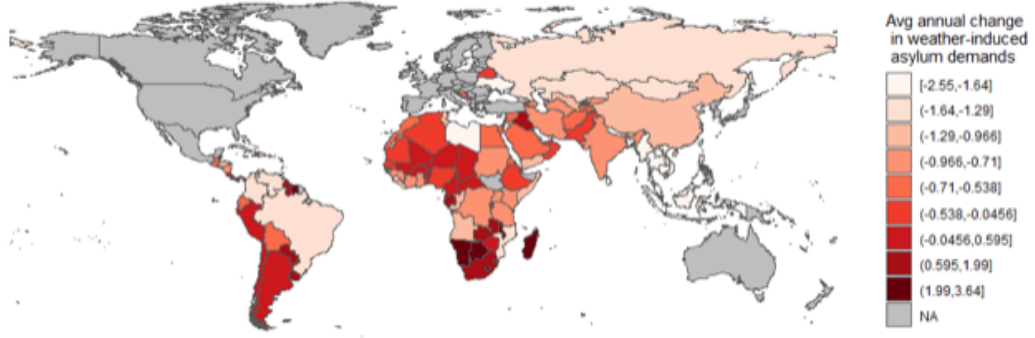 Avg annual change
in weather-induced
asylum demands
[-2.55,-1.64]
(-1.64,-1.29]
(-1.29,-0.966]
(-0.966,-0.71]
(-0.71,-0.538]
(-0.538,-0.0456]
(-0.0456,0.595]
(0.595,1.99]
(1.99,3.64]
NA